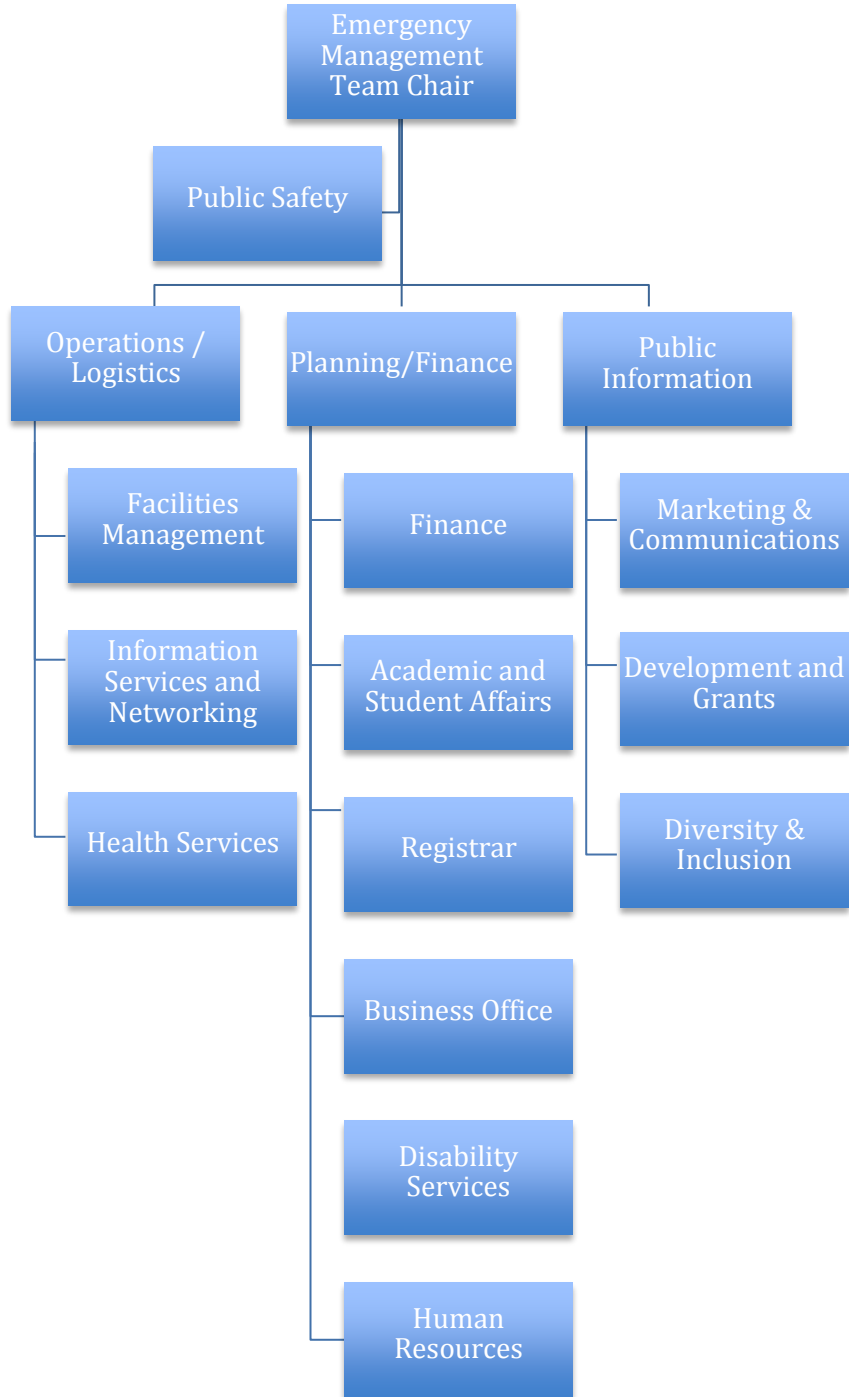 Emergency
Management
Team Chair
Public Safety
Operations /
Logistics
Planning/Finance
Public
Information
Facilities
Management
Finance
Marketing &
Communications
Information
Services and
Networking
Academic and
Student Affairs
Development and
Grants
Health Services
Registrar
Diversity &
Inclusion
Business Office
Disability
Services
Human
Resources